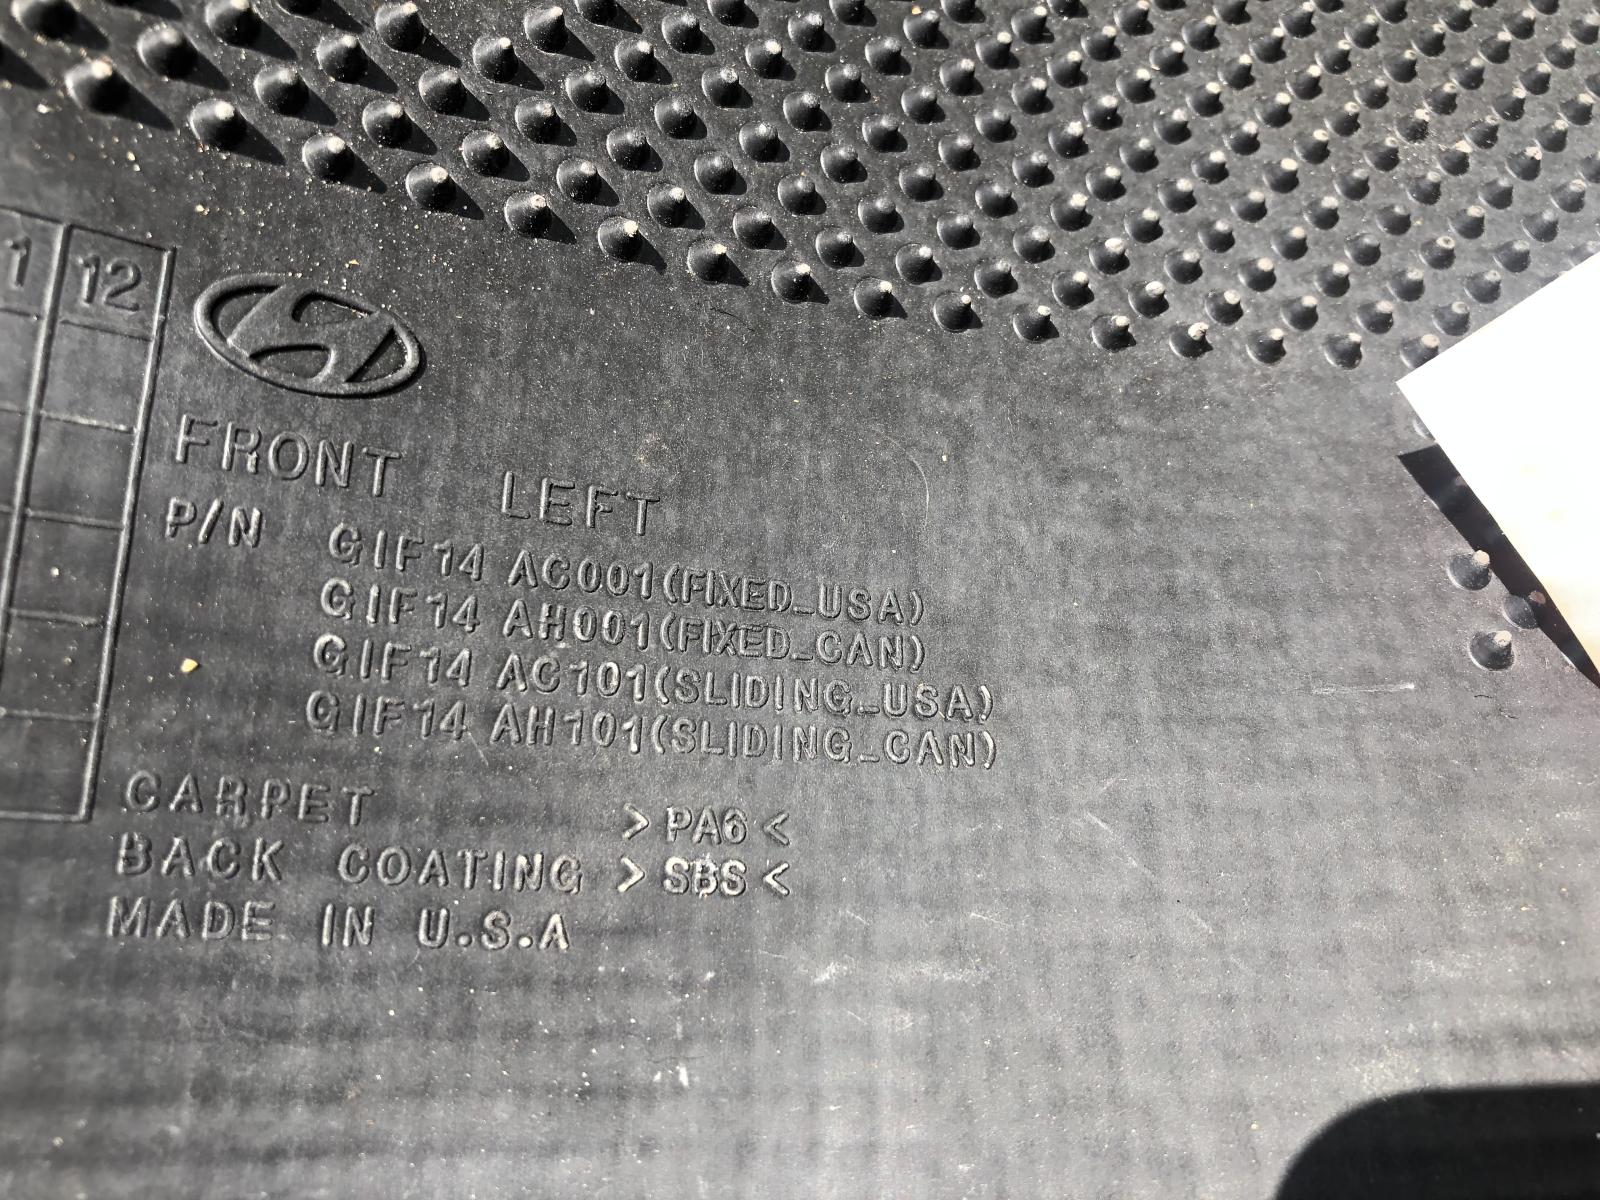 1 12
FRONT LEFT
P/N GIF14 AC001(FIXED_USA)
GIF14 AH001(FIXED_CAN)
GIF14 AC101(SLIDING_USA)
GIF14 AH101(SLIDING_CAN)
CARPET >PA6<
BACK COATING >SBS<
MADE IN U.S.A